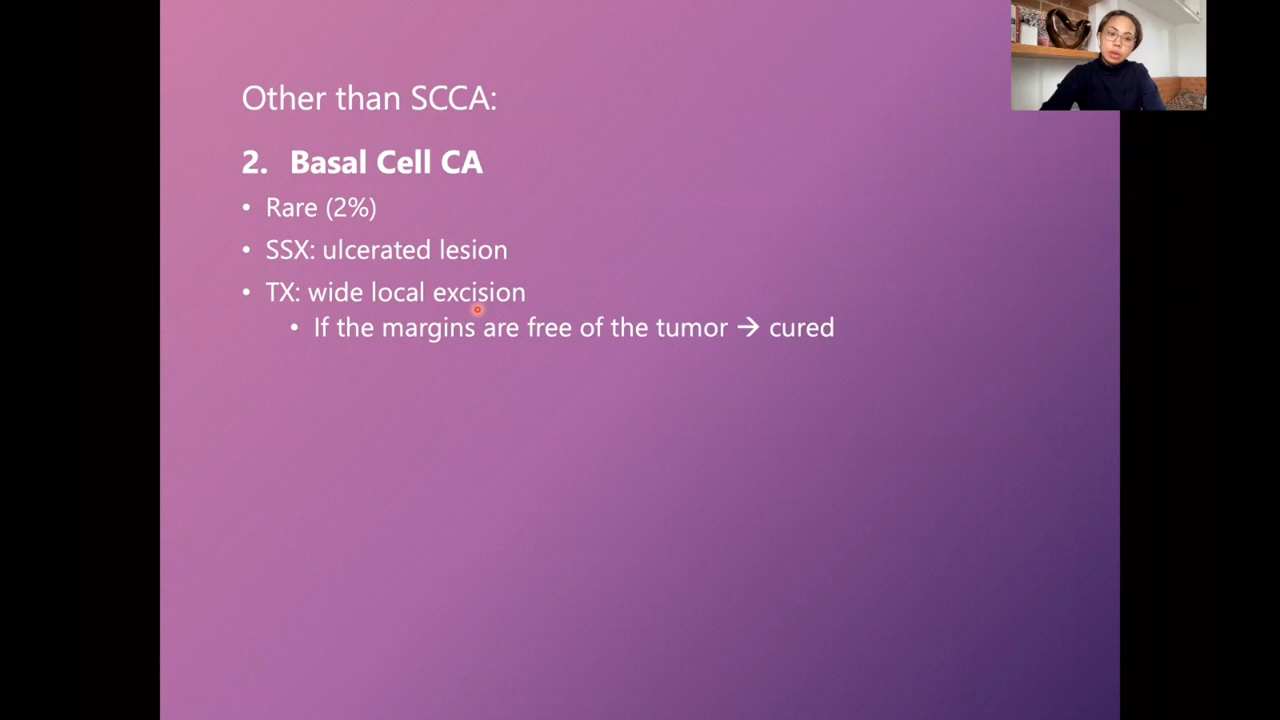 Other than SCCA:
2. Basal Cell CA
• Rare (2%)
• SSX: ulcerated lesion
• TX: wide local excision
• If the margins are free of the tumor → cured